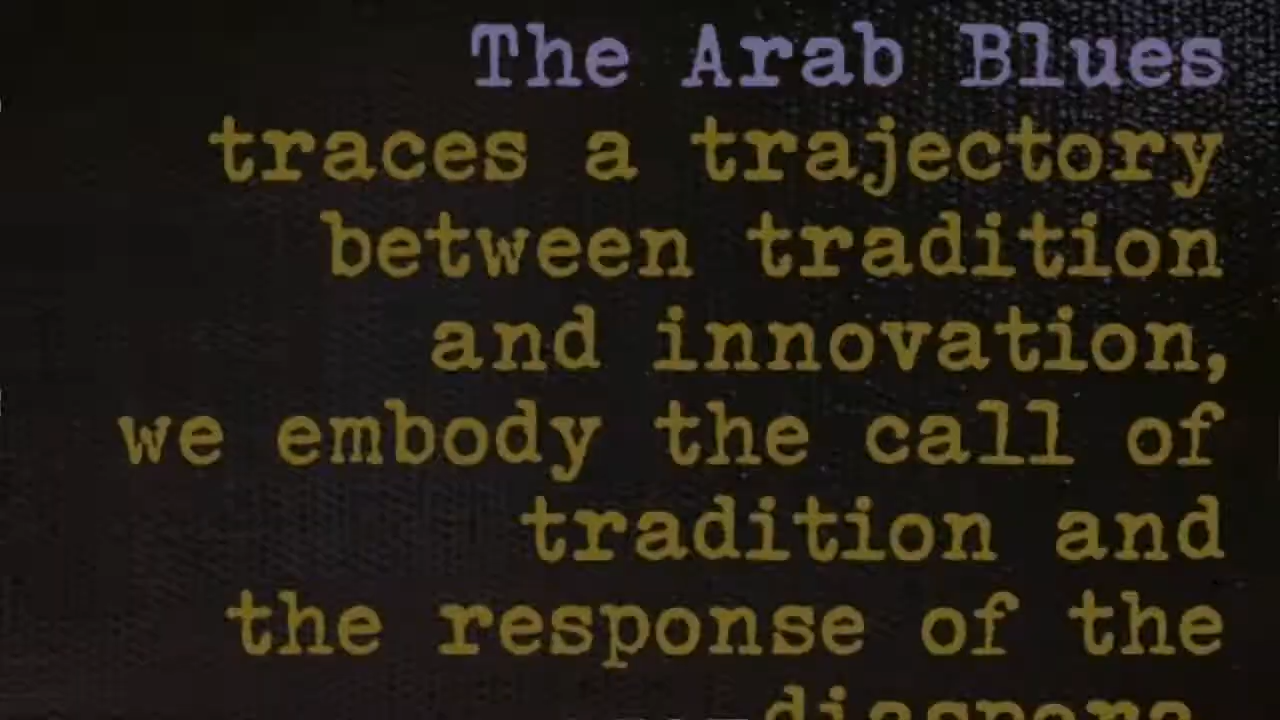 The Arab Blues
traces a trajectory
between tradition
and innovation,
we embody the call of
tradition and
the response of the
diaspora.